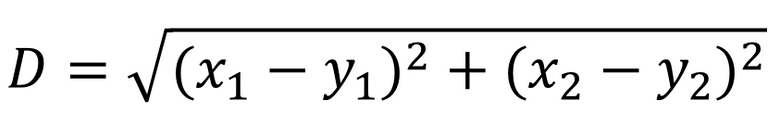 D = √(x₁ − y₁)² + (x₂ − y₂)²